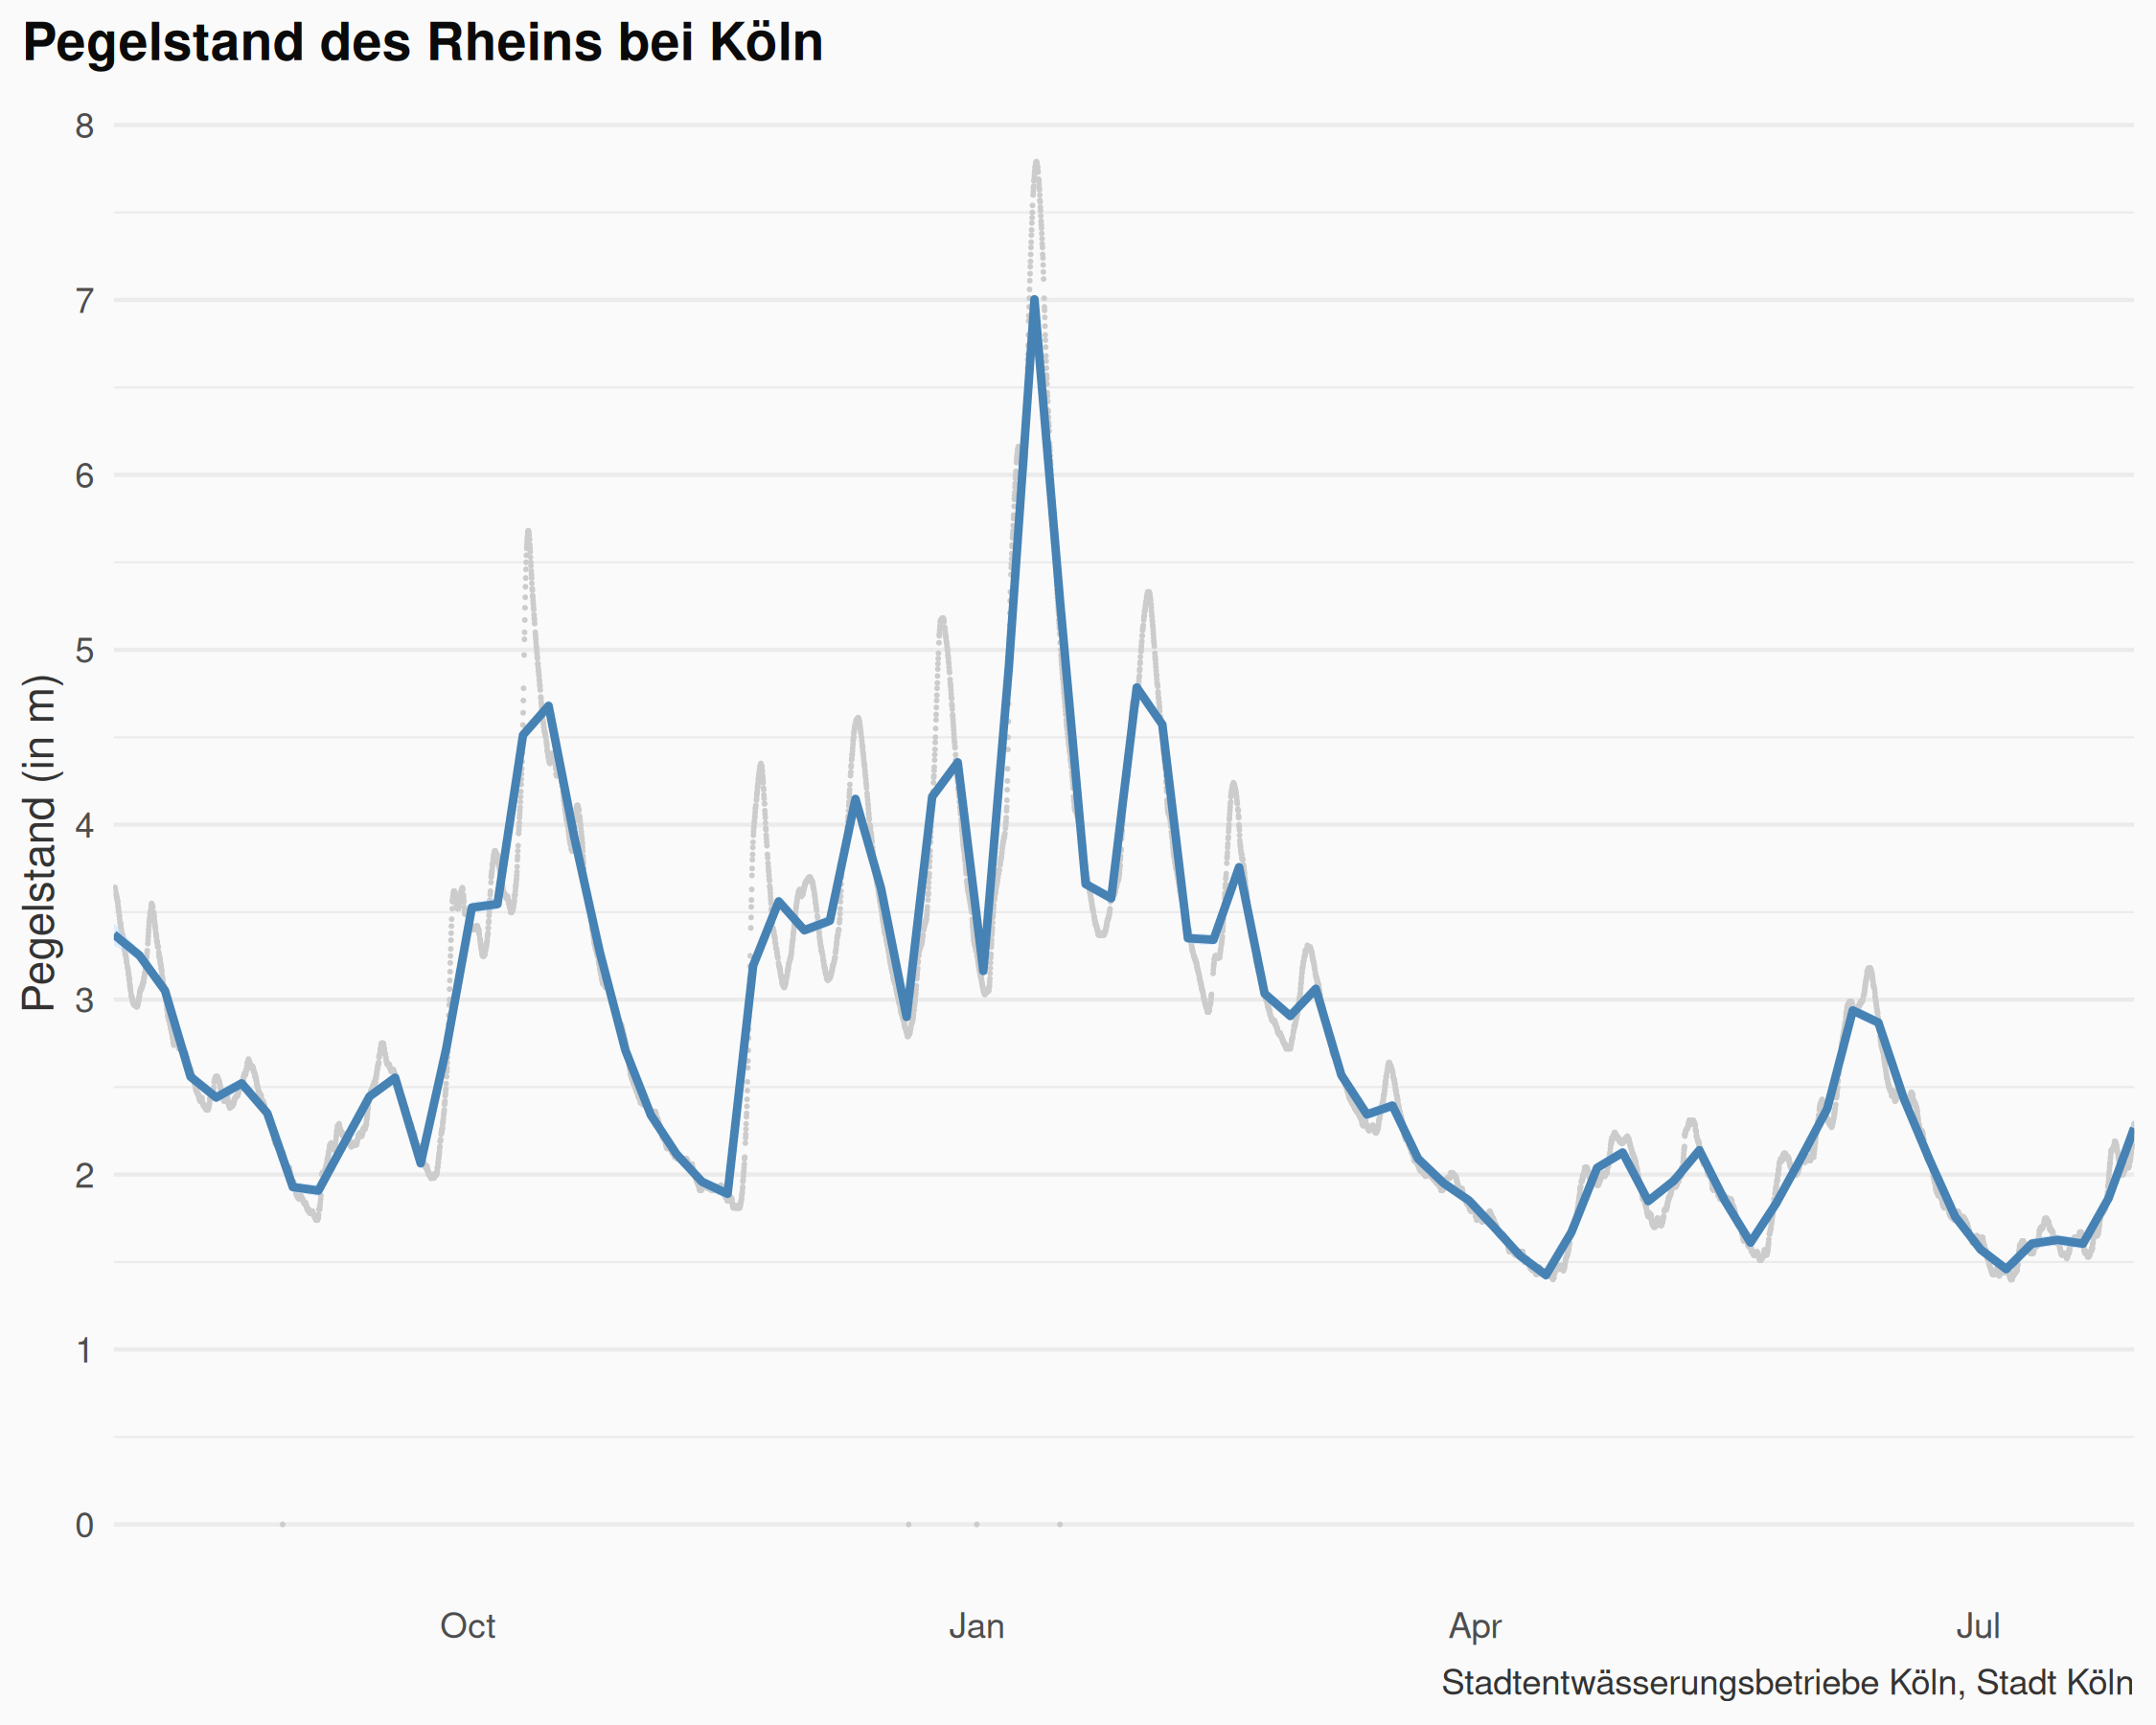 Pegelstand des Rheins bei Köln
Pegelstand (in m)
8
7
6
5
4
3
2
1
0
Oct Jan Apr Jul
Stadtentwässerungsbetriebe Köln, Stadt Köln